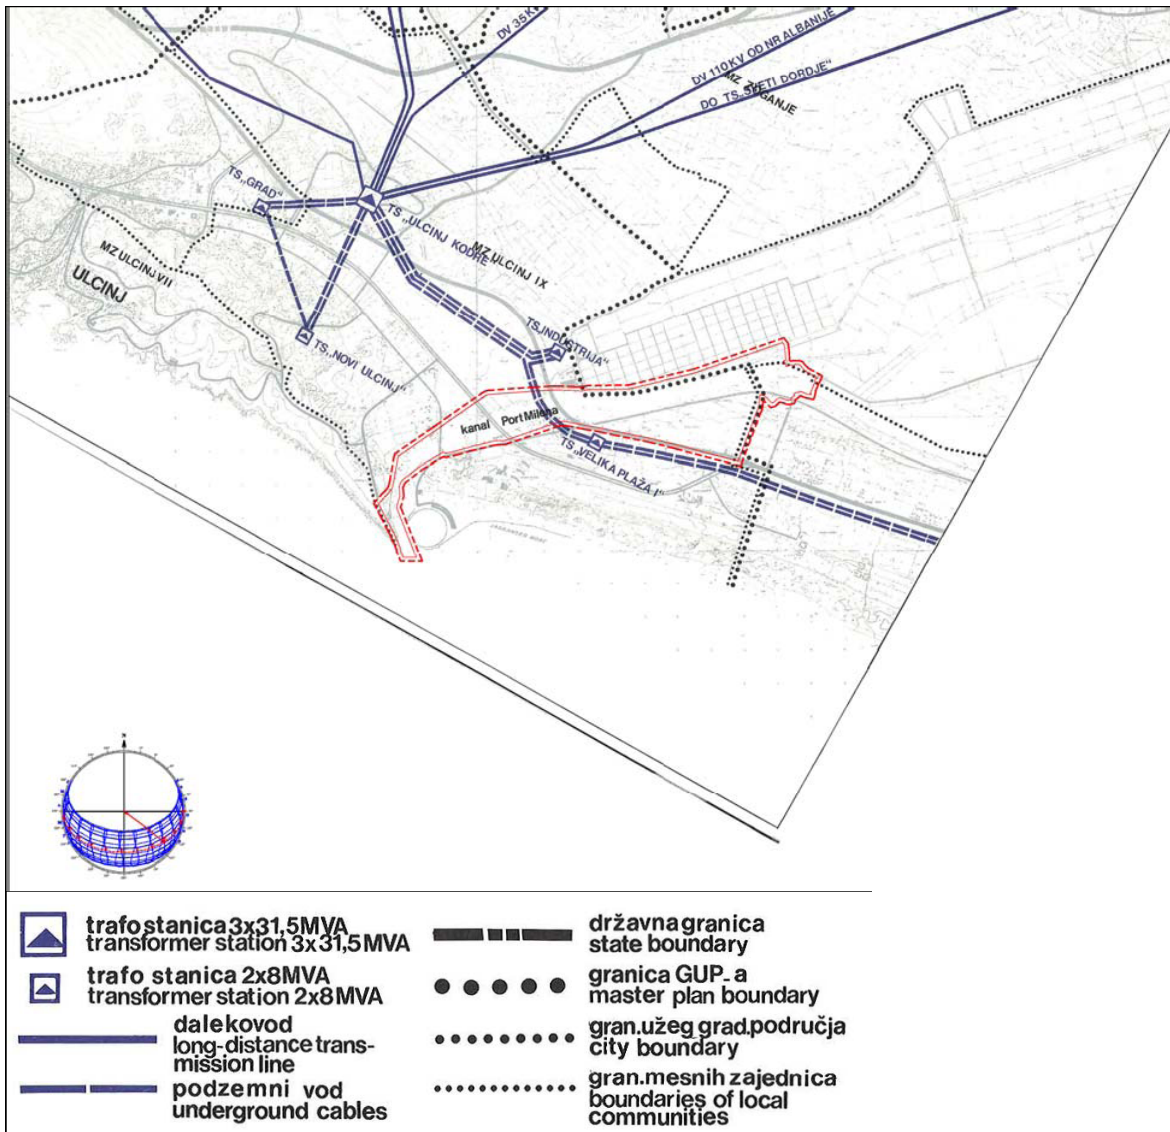 DV 35 K
DV 110 KV OD NR ALBANIJE
MZ ZOGANJE
DO TS „SVETI ĐORDJE“
TS „GRAD“
TS „ULCINJ KODRE“
MZ ULCINJ IX
MZ ULCINJ VII
ULCINJ
TS „NOVI ULCINJ“
TS „INDUSTRIJA“
kanal Port Milena
TS „VELIKA PLAŽA I“
JADRANSKO MORE
trafostanica 3x31,5MVA
transformer station 3x31,5MVA
trafo stanica 2x8MVA
transformer station 2x8MVA
dalekovod
long-distance trans-
mission line
podzemni vod
underground cables
državna granica
state boundary
granica GUP-a
master plan boundary
gran.užeg grad.područja
city boundary
gran.mesnih zajednica
boundaries of local
communities